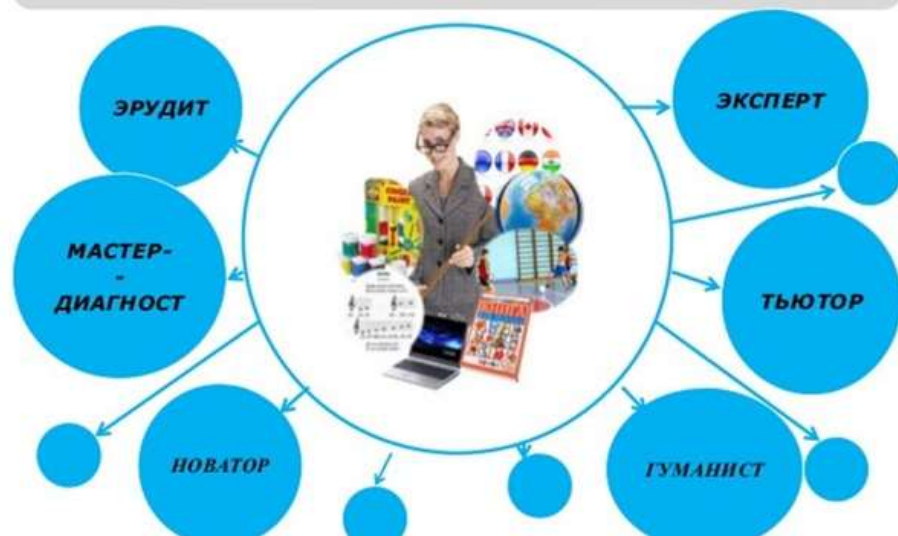 ЭРУДИТ
ЭКСПЕРТ
МАСТЕР-
-
ДИАГНОСТ
ТЬЮТОР
НОВАТОР
ГУМАНИСТ